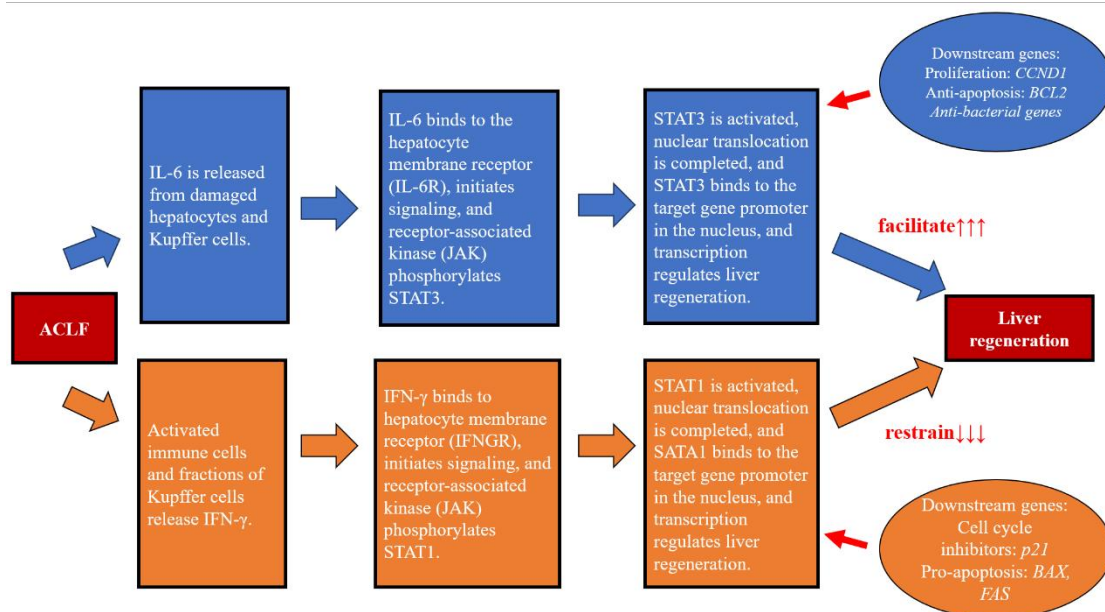 ACLF
IL-6 is released
from damaged
hepatocytes and
Kupffer cells.
IL-6 binds to the
hepatocyte
membrane receptor
(IL-6R), initiates
signaling, and
receptor-associated
kinase (JAK)
phosphorylates
STAT3.
STAT3 is activated,
nuclear translocation
is completed, and
STAT3 binds to the
target gene promoter
in the nucleus, and
transcription
regulates liver
regeneration.
Downstream genes:
Proliferation: CCND1
Anti-apoptosis: BCL2
Anti-bacterial genes
facilitate↑↑↑
Liver
regeneration
Activated
immune cells
and fractions of
Kupffer cells
release IFN-γ.
IFN-γ binds to
hepatocyte membrane
receptor (IFNGR),
initiates signaling, and
receptor-associated
kinase (JAK)
phosphorylates
STAT1.
STAT1 is activated,
nuclear translocation
is completed, and
SATA1 binds to the
target gene promoter
in the nucleus, and
transcription
regulates liver
regeneration.
restrain↓↓↓
Downstream genes:
Cell cycle
inhibitors: p21
Pro-apoptosis: BAX,
FAS